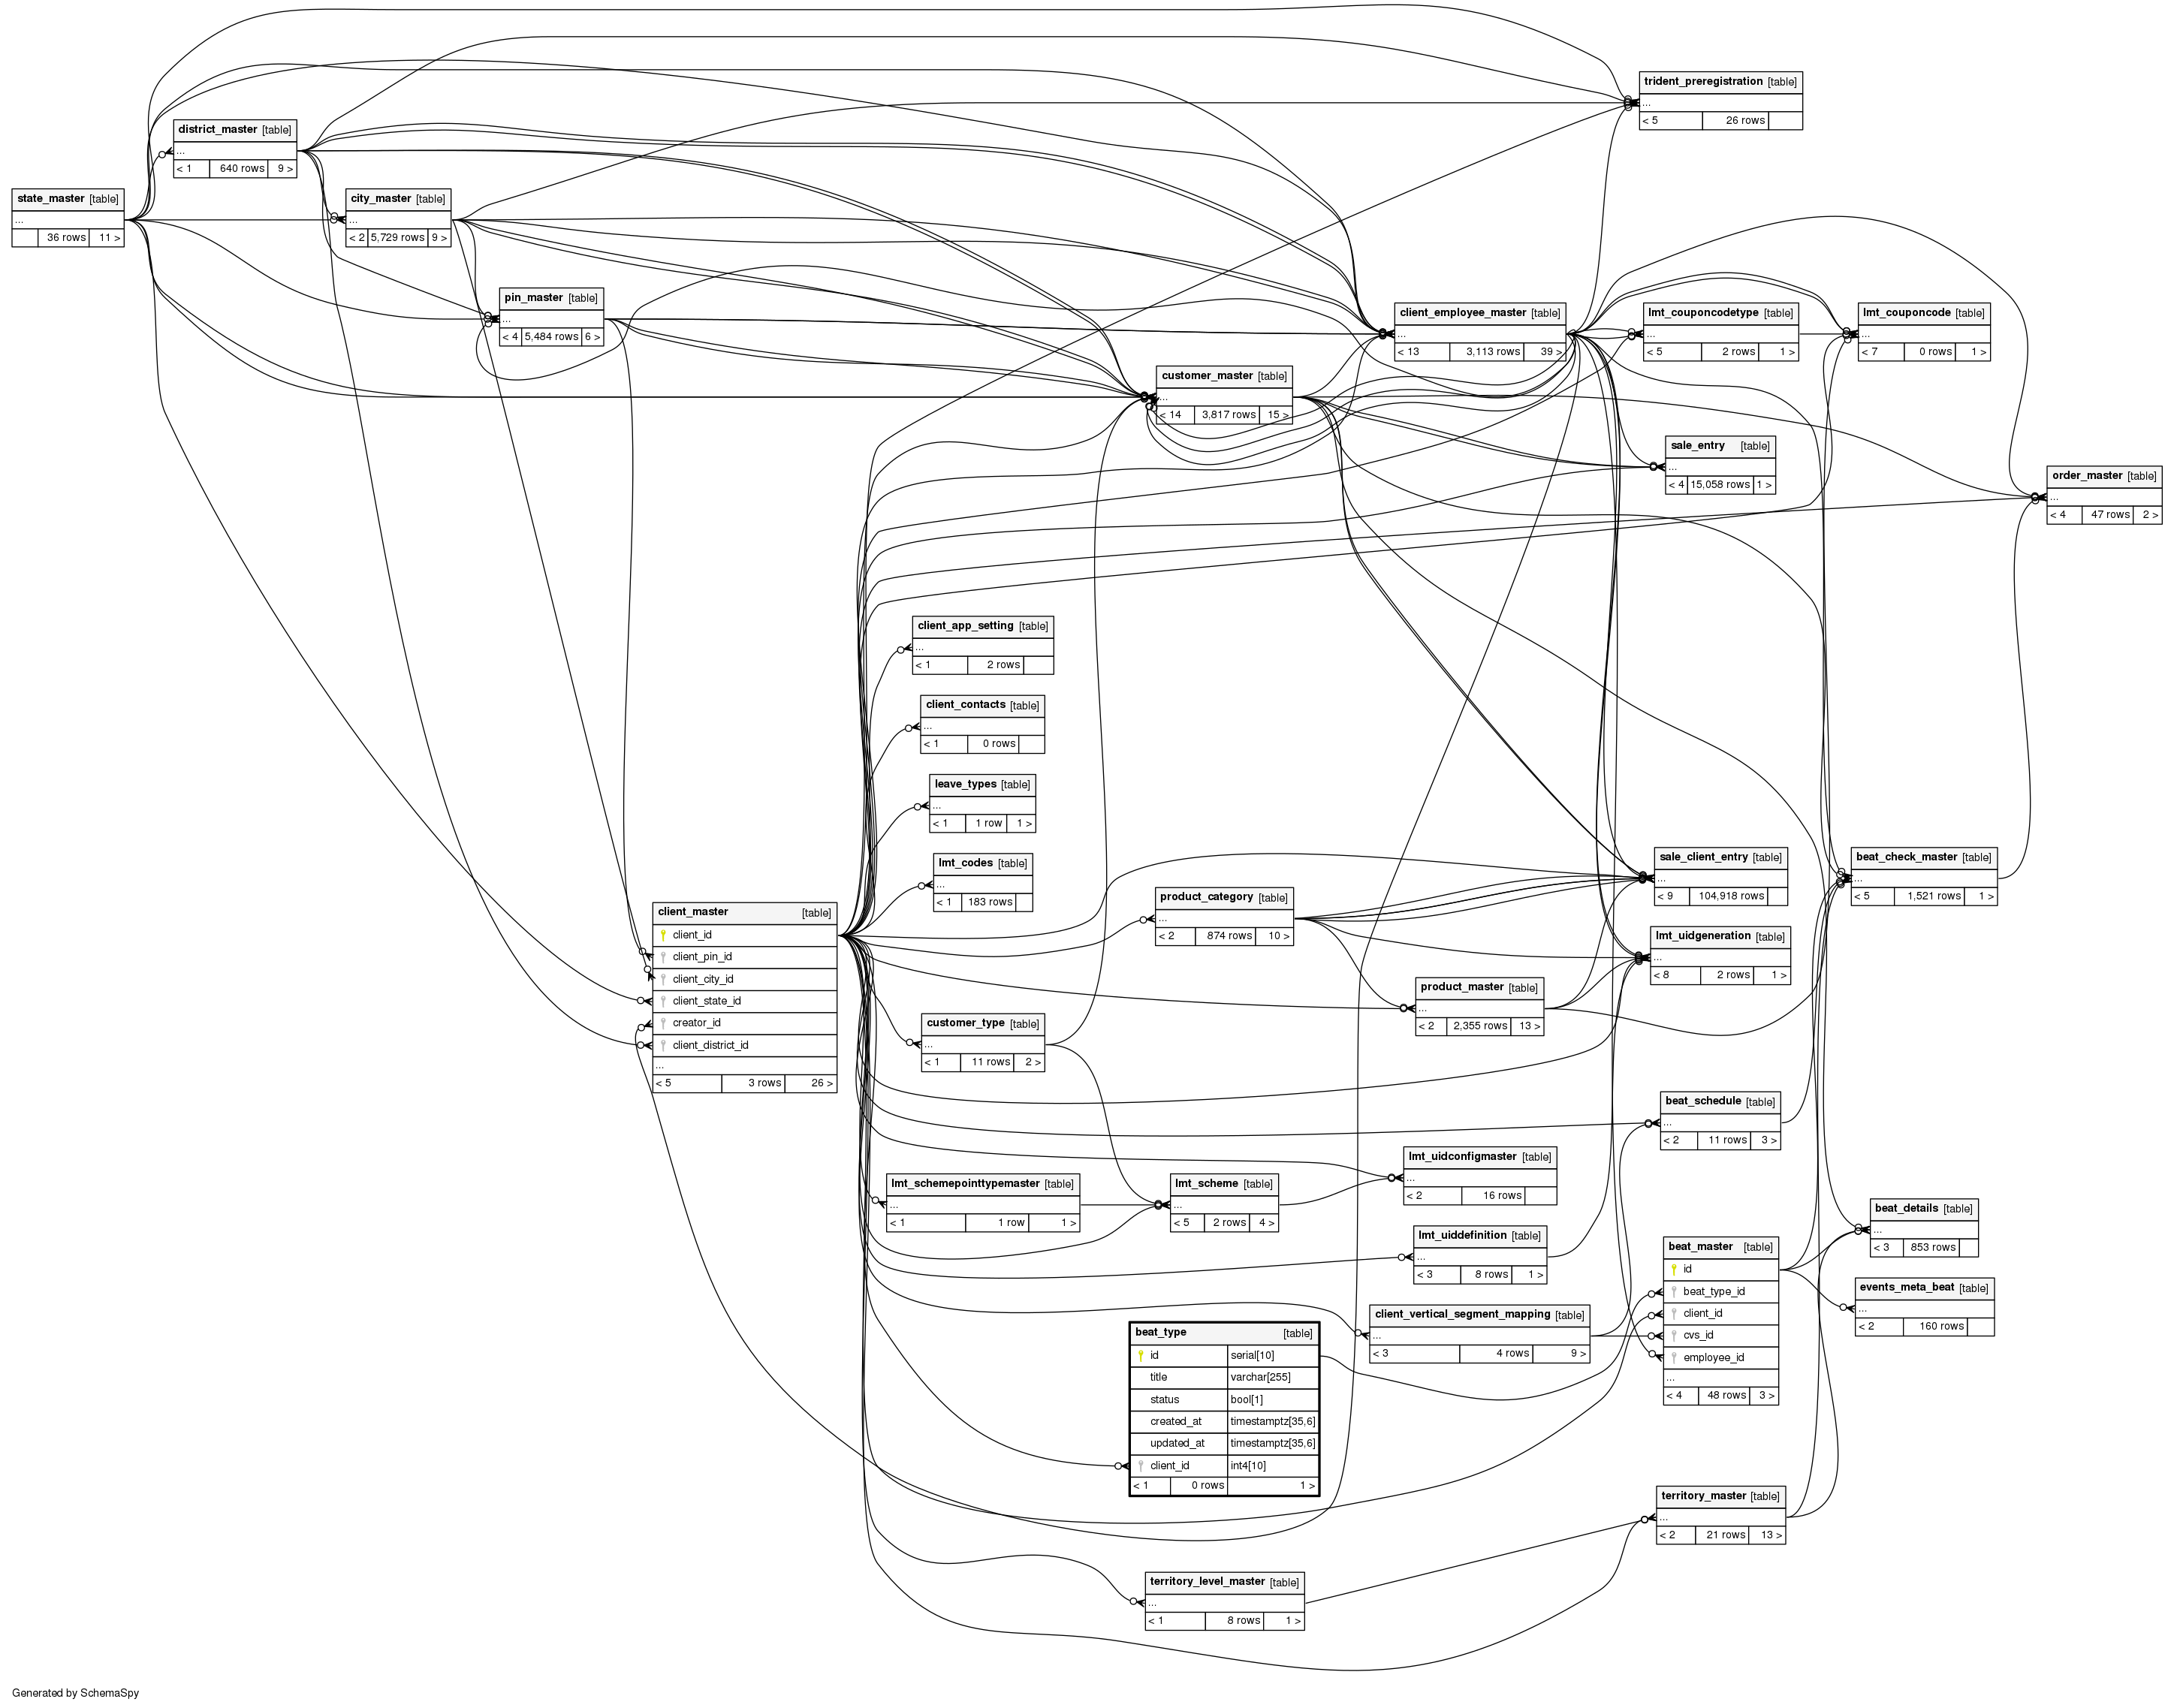 trident_preregistration [table]
...
< 5 26 rows
district_master [table]
...
< 1 640 rows 9 >
state_master [table]
...
36 rows 11 >
city_master [table]
...
< 2 5,729 rows 9 >
pin_master [table]
...
< 4 5,484 rows 6 >
client_employee_master [table]
...
< 13 3,113 rows 39 >
lmt_couponcodetype [table]
...
< 5 2 rows 1 >
lmt_couponcode [table]
...
< 7 0 rows 1 >
customer_master [table]
...
< 14 3,817 rows 15 >
sale_entry [table]
...
< 4 15,058 rows 1 >
order_master [table]
...
< 4 47 rows 2 >
client_app_setting [table]
...
< 1 2 rows
client_contacts [table]
...
< 1 0 rows
leave_types [table]
...
< 1 1 row 1 >
lmt_codes [table]
...
< 1 183 rows
sale_client_entry [table]
...
< 9 104,918 rows
beat_check_master [table]
...
< 5 1,521 rows 1 >
product_category [table]
...
< 2 874 rows 10 >
client_master [table]
client_id
client_pin_id
client_city_id
client_state_id
creator_id
client_district_id
...
< 5 3 rows 26 >
lmt_uidgeneration [table]
...
< 8 2 rows 1 >
product_master [table]
...
< 2 2,355 rows 13 >
customer_type [table]
...
< 1 11 rows 2 >
beat_schedule [table]
...
< 2 11 rows 3 >
lmt_uidconfigmaster [table]
...
< 2 16 rows
lmt_schemepointtypemaster [table]
...
< 1 1 row 1 >
lmt_scheme [table]
...
< 5 2 rows 4 >
beat_details [table]
...
< 3 853 rows
lmt_uiddefinition [table]
...
< 3 8 rows 1 >
beat_master [table]
id
beat_type_id
client_id
cvs_id
employee_id
...
< 4 48 rows 3 >
events_meta_beat [table]
...
< 2 160 rows
client_vertical_segment_mapping [table]
...
< 3 4 rows 9 >
beat_type [table]
id serial[10]
title varchar[255]
status bool[1]
created_at timestamptz[35,6]
updated_at timestamptz[35,6]
client_id int4[10]
< 1 0 rows 1 >
territory_master [table]
...
< 2 21 rows 13 >
territory_level_master [table]
...
< 1 8 rows 1 >
Generated by SchemaSpy